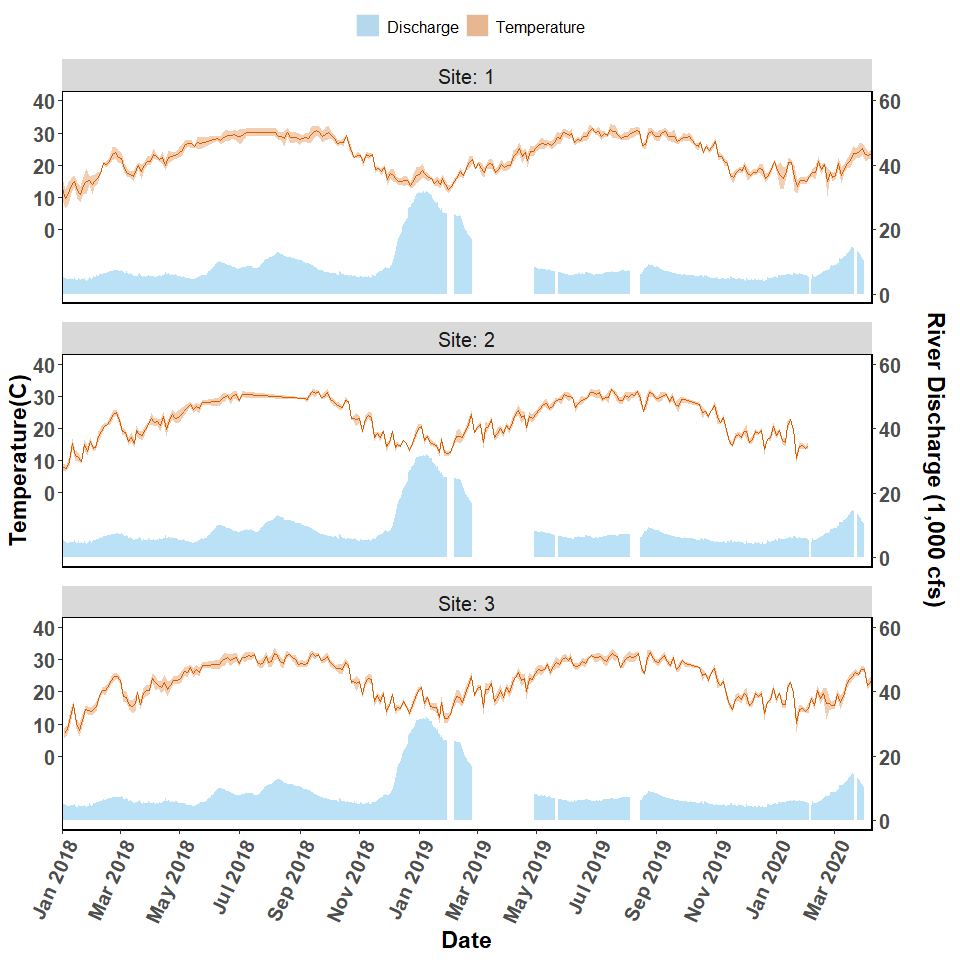 Discharge Temperature
Site: 1
40
30
20
10
0
60
40
20
0
Site: 2
40
30
20
10
0
60
40
20
0
Site: 3
40
30
20
10
0
60
40
20
0
Temperature(C)
River Discharge (1,000 cfs)
Jan 2018
Mar 2018
May 2018
Jul 2018
Sep 2018
Nov 2018
Jan 2019
Mar 2019
May 2019
Jul 2019
Sep 2019
Nov 2019
Jan 2020
Mar 2020
Date